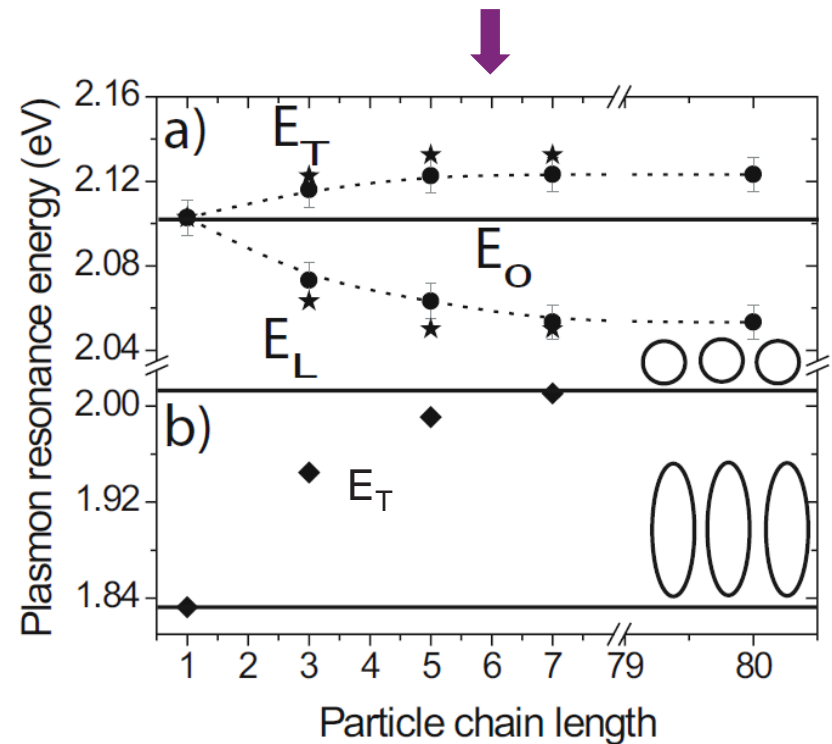 2.16
2.12
2.08
2.04
2.00
1.92
1.84
Plasmon resonance energy (eV)
a)
E_T
E_O
E_L
b)
E_T
1 2 3 4 5 6 7 79 80
Particle chain length